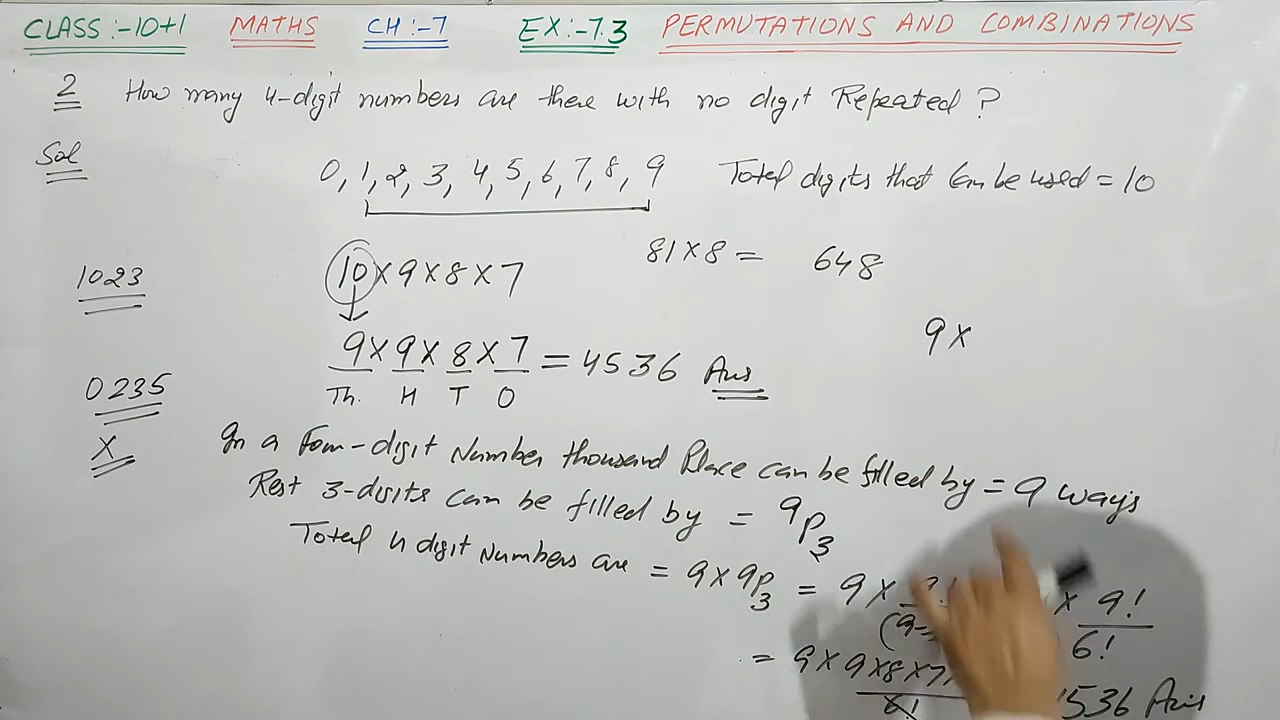 CLASS:-10+1 MATHS CH:-7 EX:-7.3 PERMUTATIONS AND COMBINATIONS
2 How many 4-digit numbers are there with no digit Repeated?
Sol 0, 1, 2, 3, 4, 5, 6, 7, 8, 9 Total digits that can be used = 10
81×8 = 648
1023 10×9×8×7
9×
9×9×8×7 = 4536 Ans
Th. H T O
0235
X
In a Four-digit Number thousand Place can be filled by = 9 ways
Rest 3-digits can be filled by = 9P3
Total 4 digit Numbers are = 9×9P3 = 9× (9- × 9!/6!
= 9×9×8×7 6! 4536 Ans